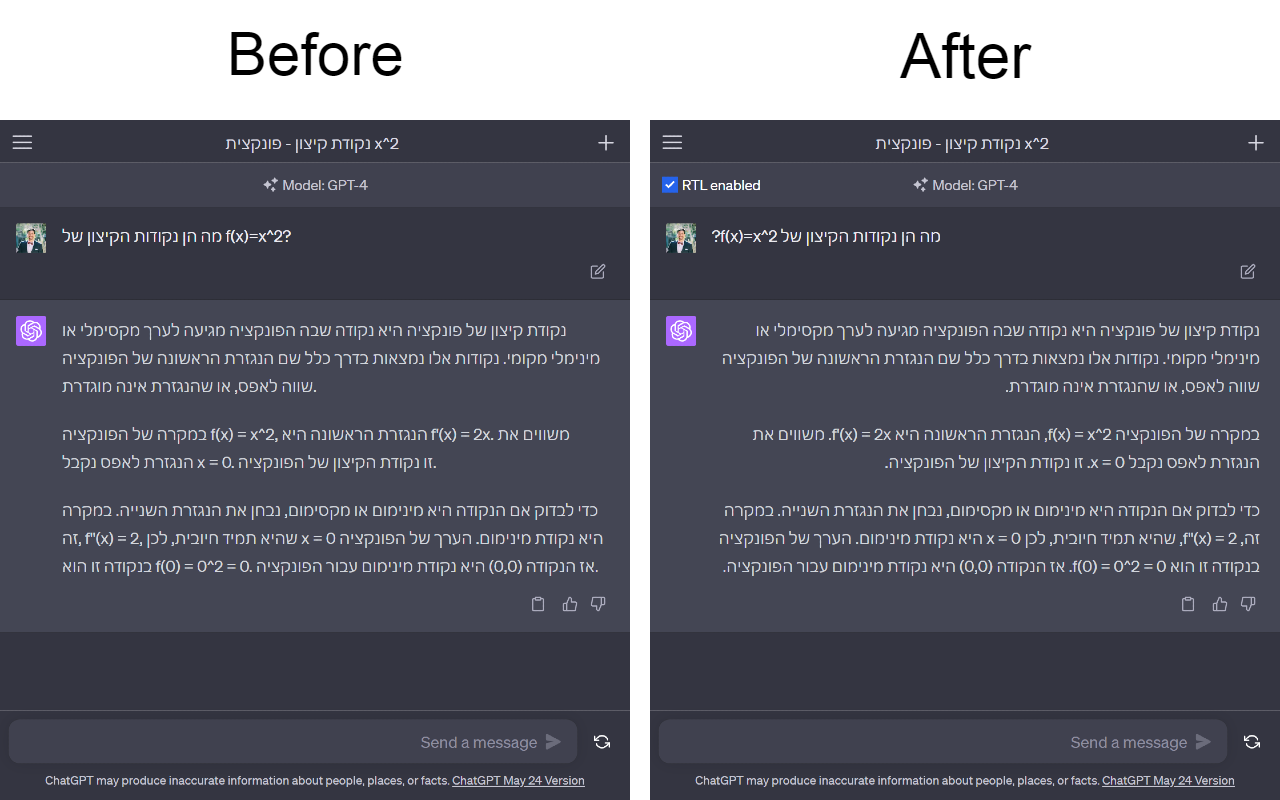 Before
After
נקודת קיצון - פונקצית x^2
Model: GPT-4
מה הן נקודות הקיצון של f(x)=x^2?
נקודת קיצון של פונקציה היא נקודה שבה הפונקציה מגיעה לערך מקסימלי או
מינימלי מקומי. נקודות אלו נמצאות בדרך כלל שם הנגזרת הראשונה של הפונקציה
שווה לאפס, או שהנגזרת אינה מוגדרת.
במקרה של הפונקציה f(x) = x^2, הנגזרת הראשונה היא f'(x) = 2x. משווים את
הנגזרת לאפס נקבל x = 0. זו נקודת הקיצון של הפונקציה.
כדי לבדוק אם הנקודה היא מינימום או מקסימום, נבחן את הנגזרת השנייה. במקרה
זה, f''(x) = 2, שהיא תמיד חיובית, לכן x = 0 היא נקודת מינימום. הערך של הפונקציה
בנקודה זו הוא f(0) = 0^2 = 0. אז הנקודה (0,0) היא נקודת מינימום עבור הפונקציה.
Send a message
ChatGPT may produce inaccurate information about people, places, or facts. ChatGPT May 24 Version
נקודת קיצון - פונקצית x^2
RTL enabled
Model: GPT-4
מה הן נקודות הקיצון של f(x)=x^2?
נקודת קיצון של פונקציה היא נקודה שבה הפונקציה מגיעה לערך מקסימלי או
מינימלי מקומי. נקודות אלו נמצאות בדרך כלל שם הנגזרת הראשונה של הפונקציה
שווה לאפס, או שהנגזרת אינה מוגדרת.
במקרה של הפונקציה f(x) = x^2, הנגזרת הראשונה היא f'(x) = 2x. משווים את
הנגזרת לאפס נקבל x = 0. זו נקודת הקיצון של הפונקציה.
כדי לבדוק אם הנקודה היא מינימום או מקסימום, נבחן את הנגזרת השנייה. במקרה
זה, f''(x) = 2, שהיא תמיד חיובית, לכן x = 0 היא נקודת מינימום. הערך של הפונקציה
בנקודה זו הוא f(0) = 0^2 = 0. אז הנקודה (0,0) היא נקודת מינימום עבור הפונקציה.
Send a message
ChatGPT may produce inaccurate information about people, places, or facts. ChatGPT May 24 Version